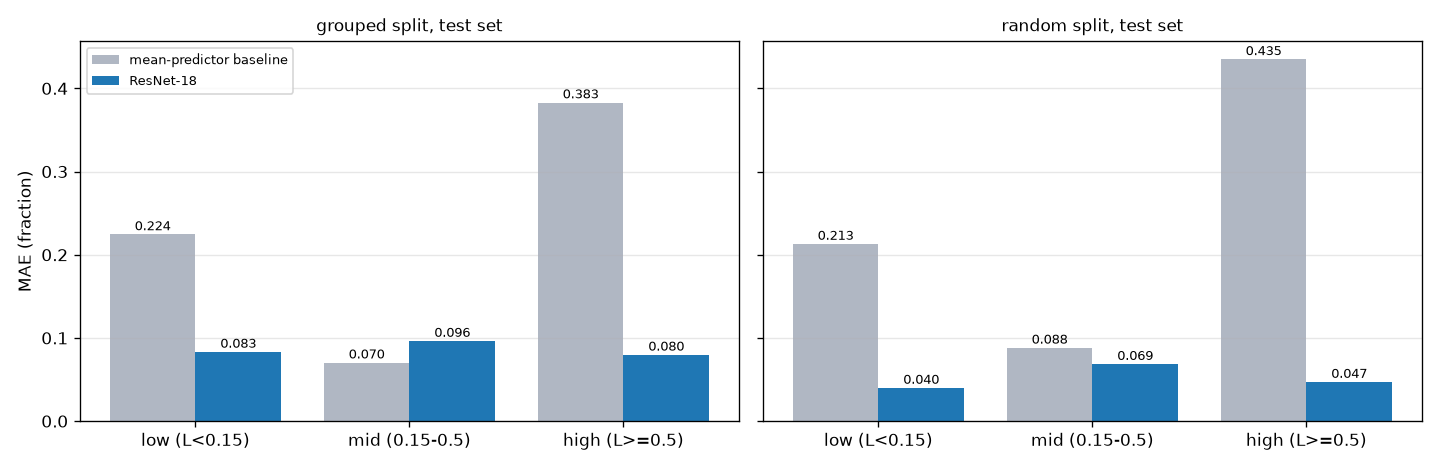 grouped split, test set
random split, test set
mean-predictor baseline
ResNet-18
MAE (fraction)
0.4
0.3
0.2
0.1
0.0
0.224
0.083
0.070
0.096
0.383
0.080
low (L<0.15)
mid (0.15-0.5)
high (L>=0.5)
0.213
0.040
0.088
0.069
0.435
0.047
low (L<0.15)
mid (0.15-0.5)
high (L>=0.5)